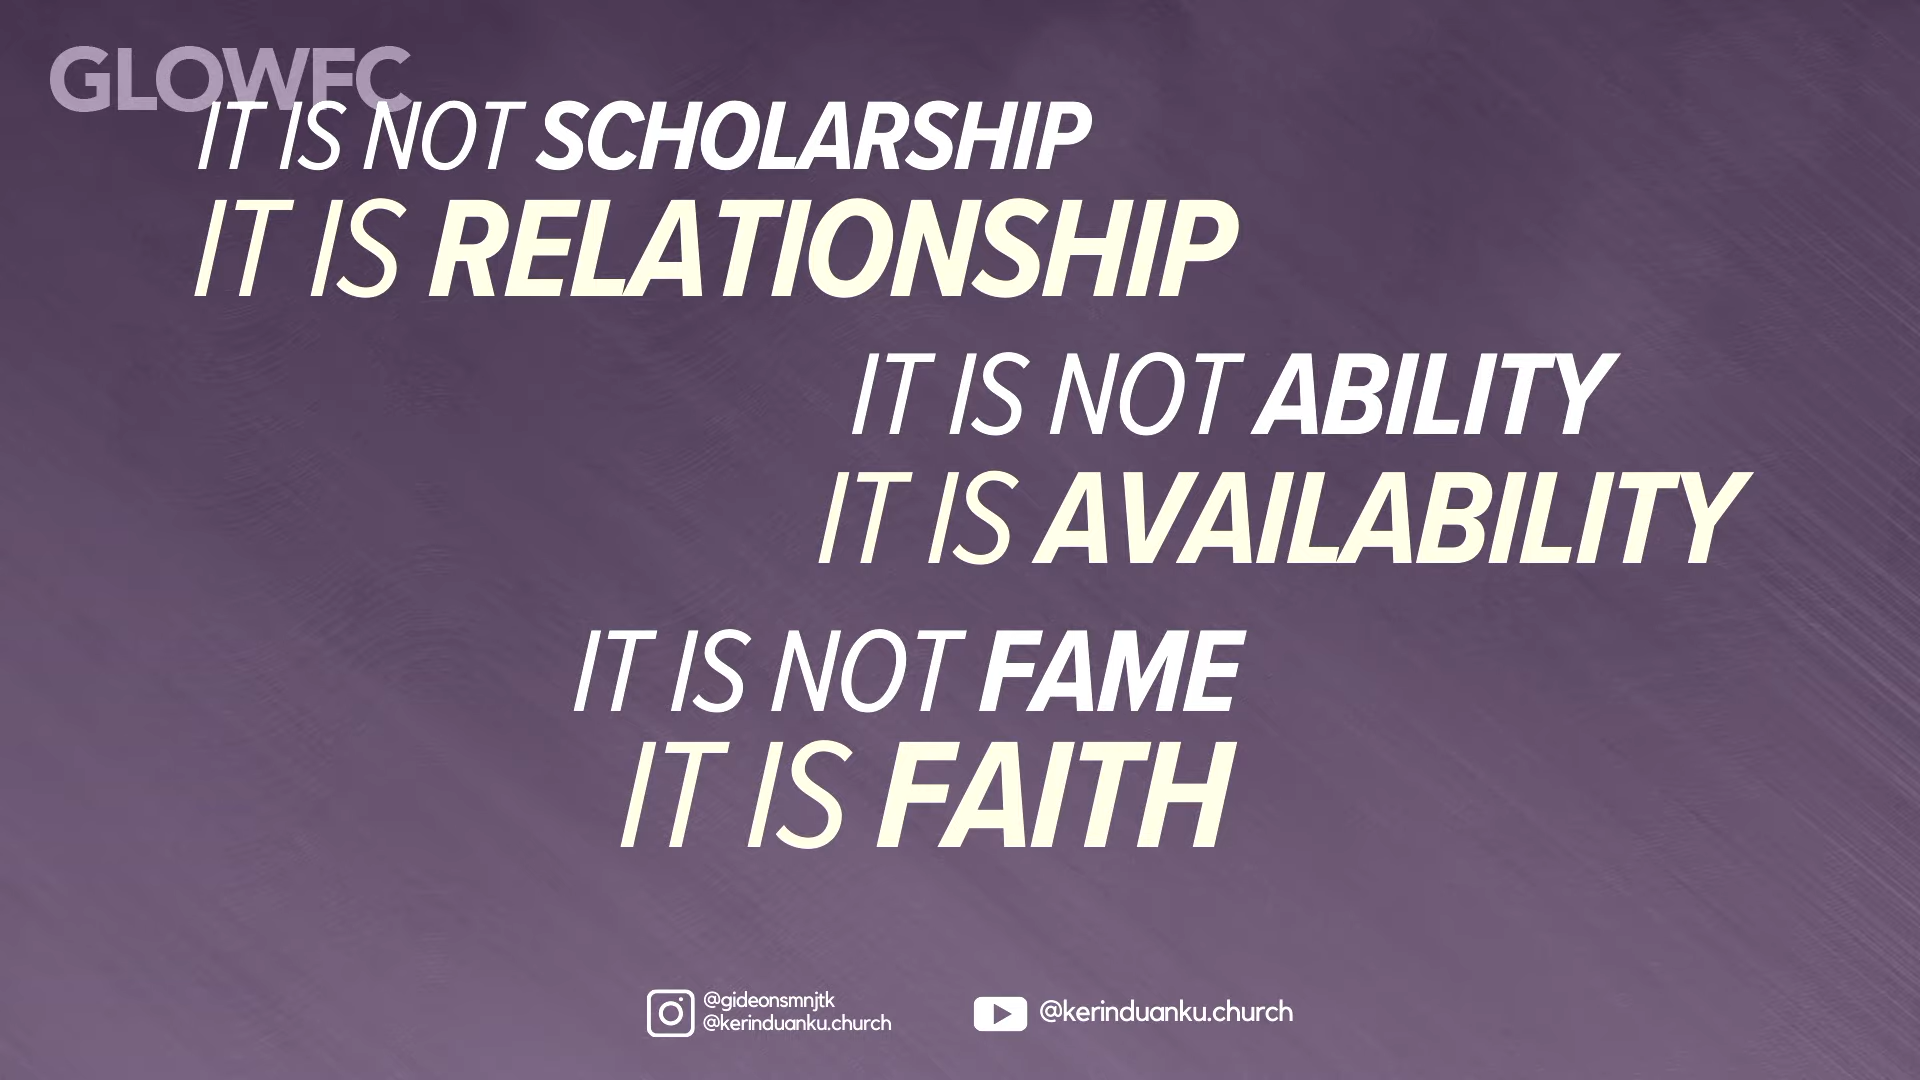 GLOWFC
IT IS NOT SCHOLARSHIP
IT IS RELATIONSHIP
IT IS NOT ABILITY
IT IS AVAILABILITY
IT IS NOT FAME
IT IS FAITH
@gideonsmnjtk
@kerinduanku.church
@kerinduanku.church